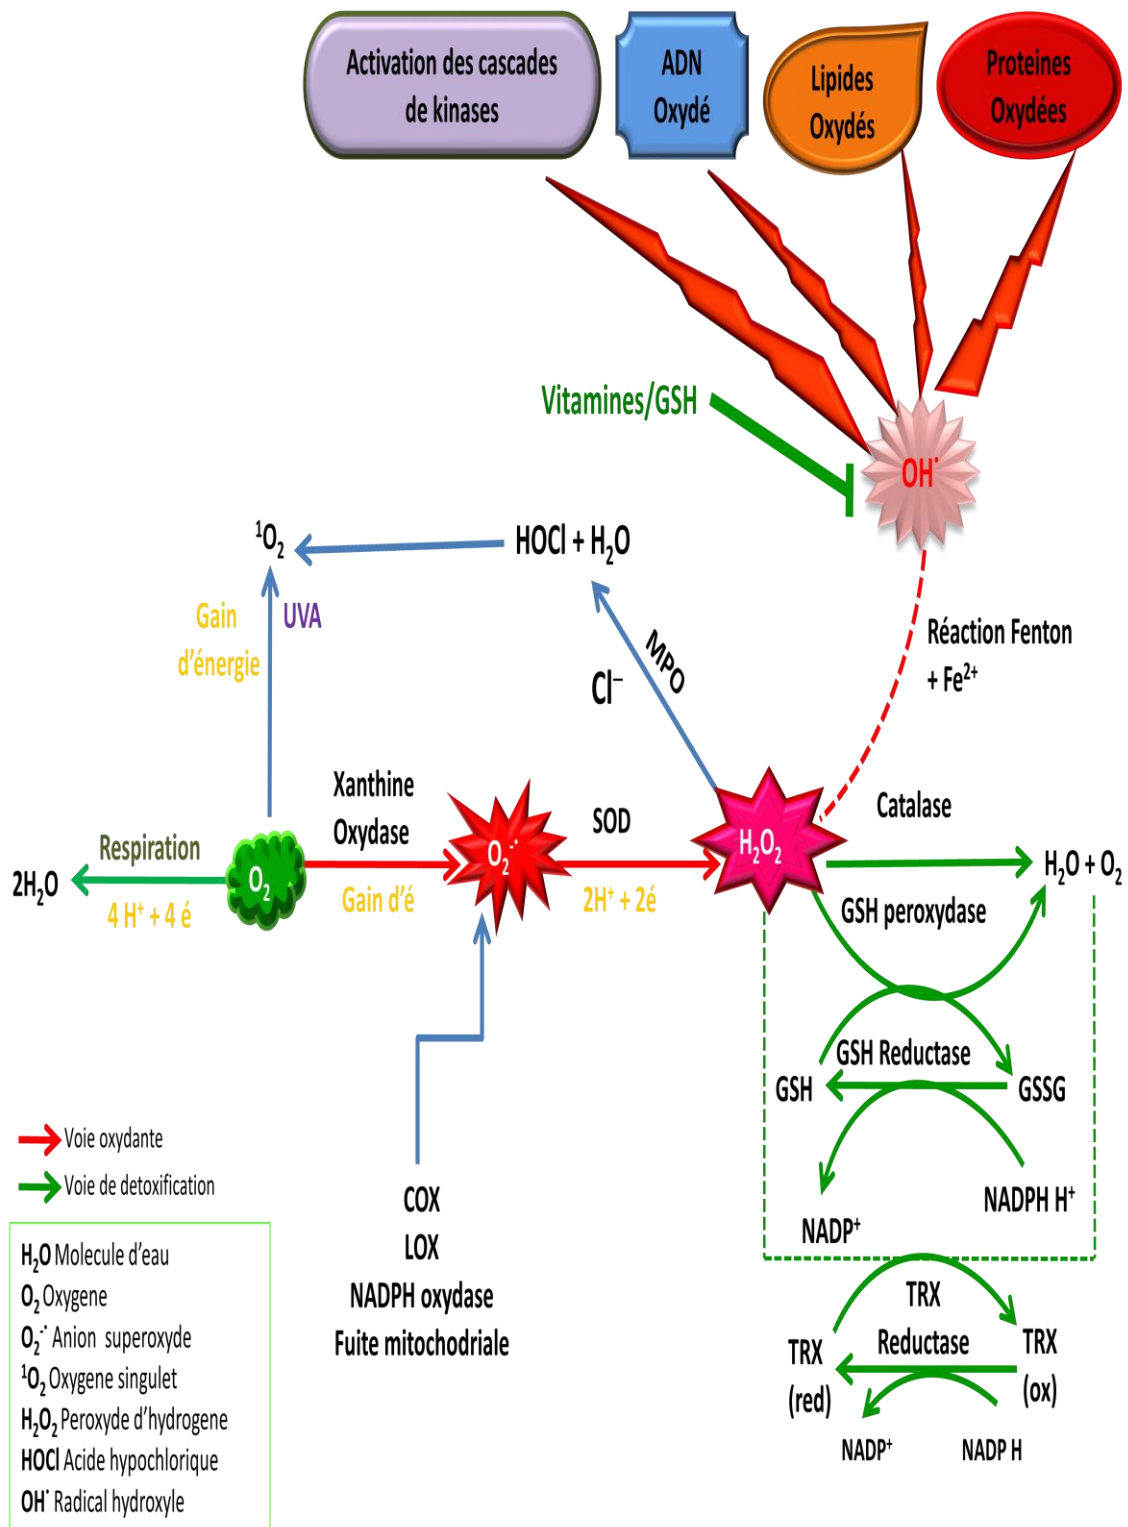 Activation des cascades
de kinases
ADN
Oxydé
Lipides
Oxydés
Proteines
Oxydées
Vitamines/GSH
OH˙
¹O₂
HOCl + H₂O
Gain
d'énergie
UVA
MPO
Cl⁻
Réaction Fenton
+ Fe²⁺
Xanthine
Oxydase
SOD
Catalase
Respiration
2H₂O
O₂
O₂⁻˙
H₂O₂
H₂O + O₂
4 H⁺ + 4 é
Gain d'é
2H⁺ + 2é
GSH peroxydase
GSH Reductase
GSH
GSSG
NADPH H⁺
NADP⁺
COX
LOX
NADPH oxydase
Fuite mitochodriale
TRX
Reductase
TRX
(red)
TRX
(ox)
NADP⁺
NADP H
Voie oxydante
Voie de detoxification
H₂O Molecule d'eau
O₂ Oxygene
O₂⁻˙ Anion superoxyde
¹O₂ Oxygene singulet
H₂O₂ Peroxyde d'hydrogene
HOCl Acide hypochlorique
OH˙ Radical hydroxyle